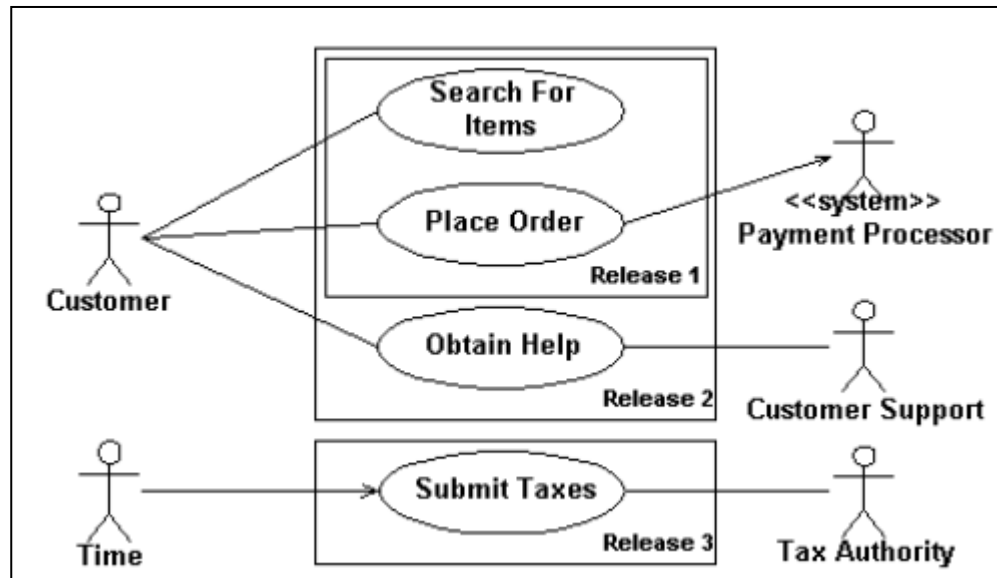 Search For
Items
Place Order
Release 1
<<system>>
Payment Processor
Customer
Obtain Help
Release 2
Customer Support
Submit Taxes
Release 3
Time
Tax Authority